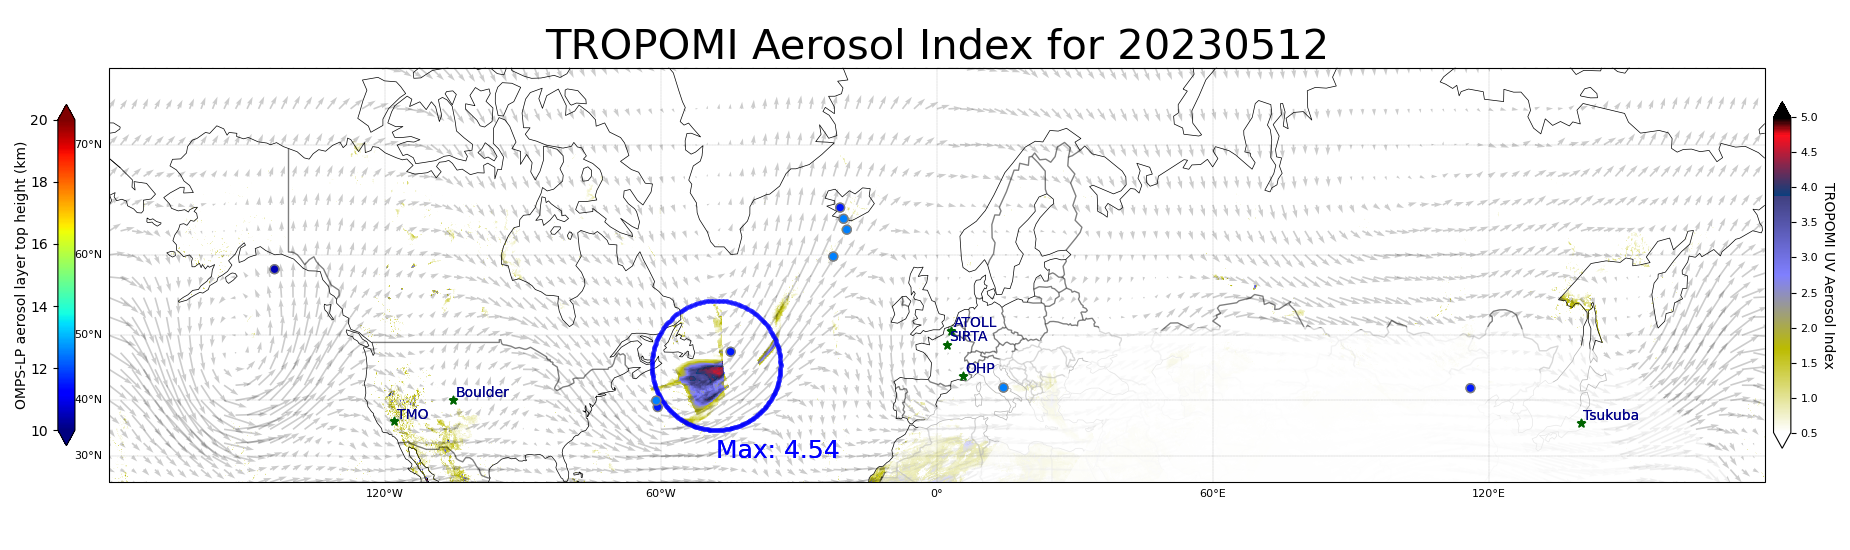 TROPOMI Aerosol Index for 20230512
OMPS-LP aerosol layer top height (km)
20
18
16
14
12
10
70°N
60°N
50°N
40°N
30°N
120°W
60°W
0°
60°E
120°E
ATOLL
SIRTA
OHP
Boulder
TMO
Tsukuba
Max: 4.54
5.0
4.5
4.0
3.5
3.0
2.5
2.0
1.5
1.0
0.5
TROPOMI UV Aerosol Index